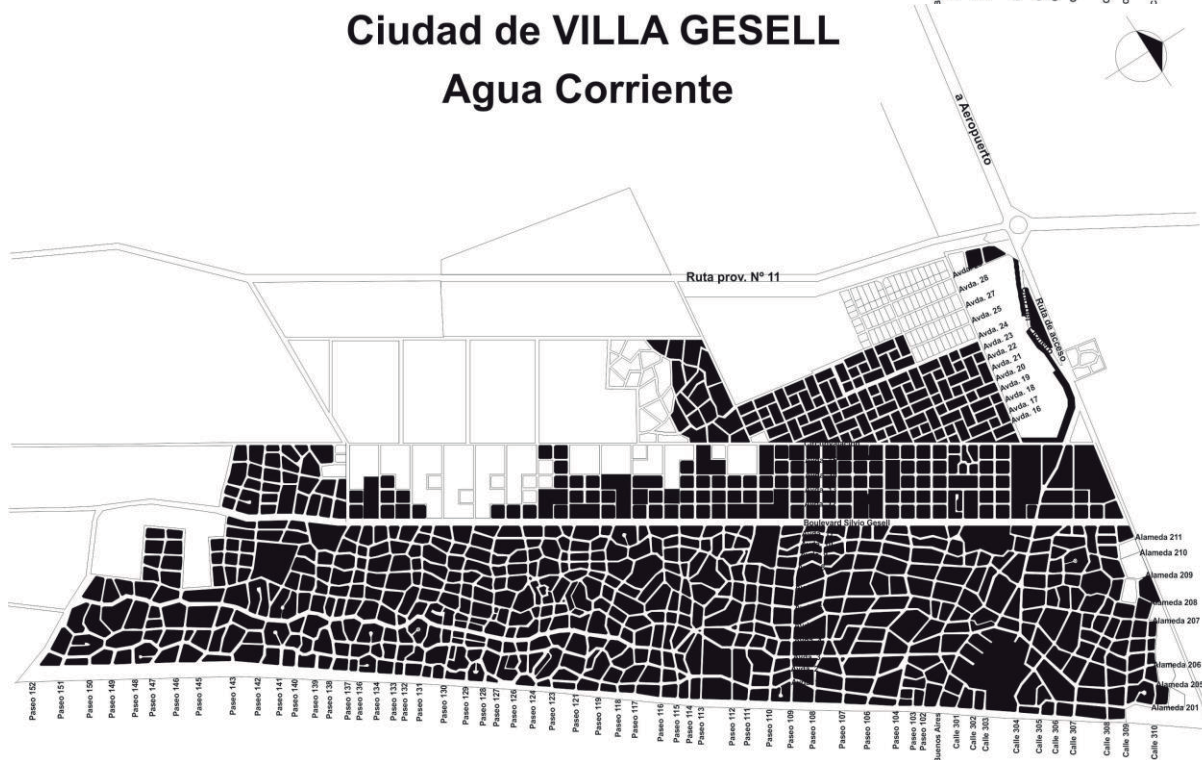 Ciudad de VILLA GESELL
Agua Corriente
a Aeropuerto
Ruta prov. Nº 11
Ruta de acceso
Avda. 28
Avda. 27
Avda. 25
Avda. 24
Avda. 23
Avda. 22
Avda. 21
Avda. 20
Avda. 19
Avda. 18
Avda. 17
Avda. 16
Boulevard Silvio Gesell
Alameda 211
Alameda 210
Alameda 209
Alameda 208
Alameda 207
Alameda 206
Alameda 205
Alameda 201
Paseo 152
Paseo 151
Paseo 150
Paseo 149
Paseo 148
Paseo 147
Paseo 146
Paseo 145
Paseo 143
Paseo 142
Paseo 141
Paseo 140
Paseo 139
Paseo 138
Paseo 137
Paseo 136
Paseo 134
Paseo 133
Paseo 132
Paseo 131
Paseo 130
Paseo 129
Paseo 128
Paseo 127
Paseo 126
Paseo 124
Paseo 123
Paseo 121
Paseo 119
Paseo 118
Paseo 117
Paseo 116
Paseo 115
Paseo 114
Paseo 113
Paseo 112
Paseo 111
Paseo 110
Paseo 109
Paseo 108
Paseo 107
Paseo 106
Paseo 104
Paseo 103
Paseo 102
Buenos Aires
Calle 301
Calle 302
Calle 303
Calle 304
Calle 305
Calle 306
Calle 307
Calle 308
Calle 309
Calle 310